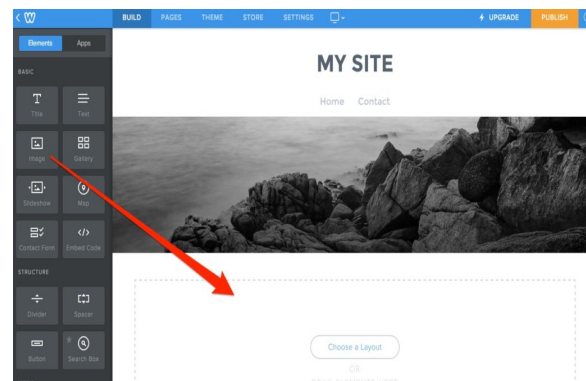 BUILD PAGES THEME STORE SETTINGS UPGRADE PUBLISH
Elements Apps
BASIC
Title Text
Image Gallery
Slideshow Map
Contact Form Embed Code
STRUCTURE
Divider Spacer
Button Search Box
MY SITE
Home Contact
Choose a Layout
OR